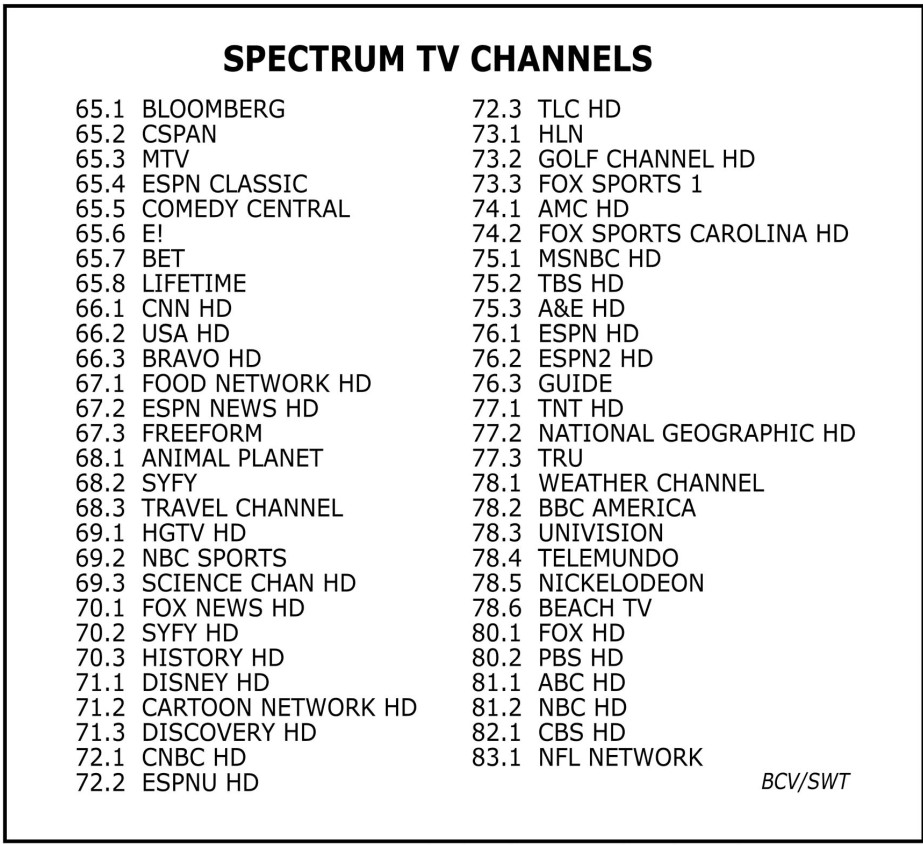 SPECTRUM TV CHANNELS
65.1 BLOOMBERG
65.2 CSPAN
65.3 MTV
65.4 ESPN CLASSIC
65.5 COMEDY CENTRAL
65.6 E!
65.7 BET
65.8 LIFETIME
66.1 CNN HD
66.2 USA HD
66.3 BRAVO HD
67.1 FOOD NETWORK HD
67.2 ESPN NEWS HD
67.3 FREEFORM
68.1 ANIMAL PLANET
68.2 SYFY
68.3 TRAVEL CHANNEL
69.1 HGTV HD
69.2 NBC SPORTS
69.3 SCIENCE CHAN HD
70.1 FOX NEWS HD
70.2 SYFY HD
70.3 HISTORY HD
71.1 DISNEY HD
71.2 CARTOON NETWORK HD
71.3 DISCOVERY HD
72.1 CNBC HD
72.2 ESPNU HD
72.3 TLC HD
73.1 HLN
73.2 GOLF CHANNEL HD
73.3 FOX SPORTS 1
74.1 AMC HD
74.2 FOX SPORTS CAROLINA HD
75.1 MSNBC HD
75.2 TBS HD
75.3 A&E HD
76.1 ESPN HD
76.2 ESPN2 HD
76.3 GUIDE
77.1 TNT HD
77.2 NATIONAL GEOGRAPHIC HD
77.3 TRU
78.1 WEATHER CHANNEL
78.2 BBC AMERICA
78.3 UNIVISION
78.4 TELEMUNDO
78.5 NICKELODEON
78.6 BEACH TV
80.1 FOX HD
80.2 PBS HD
81.1 ABC HD
81.2 NBC HD
82.1 CBS HD
83.1 NFL NETWORK
BCV/SWT